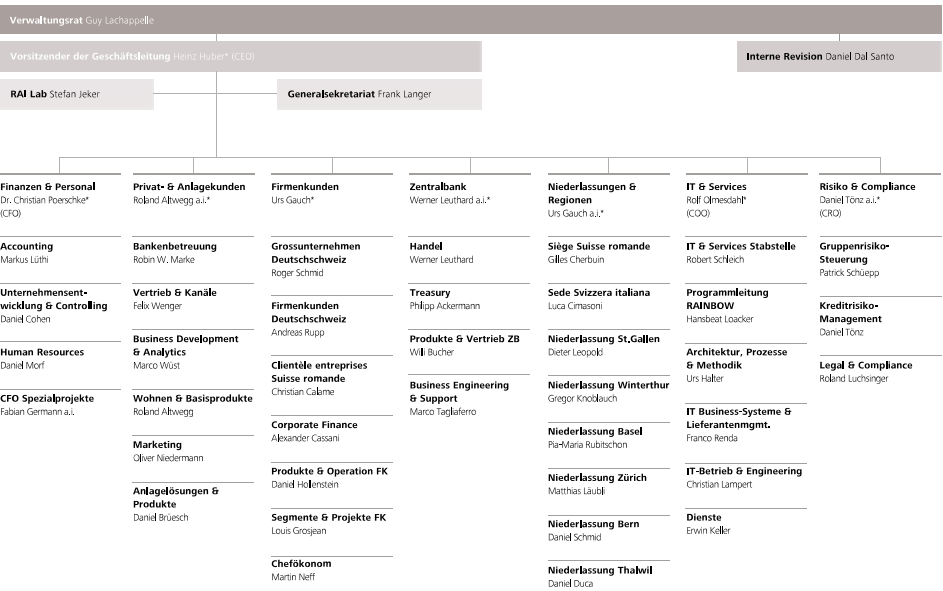 Verwaltungsrat Guy Lachappelle
Vorsitzender der Geschäftsleitung Heinz Huber* (CEO)
Interne Revision Daniel Dal Santo
RAI Lab Stefan Jeker
Generalsekretariat Frank Langer
Finanzen & Personal
Dr. Christian Poerschke*
(CFO)
Accounting
Markus Lüthi
Unternehmensent-
wicklung & Controlling
Daniel Cohen
Human Resources
Daniel Morf
CFO Spezialprojekte
Fabian Germann a.i.
Privat- & Anlagekunden
Roland Altwegg a.i.*
Bankenbetreuung
Robin W. Marke
Vertrieb & Kanäle
Felix Wenger
Business Development
& Analytics
Marco Wüst
Wohnen & Basisprodukte
Roland Altwegg
Marketing
Oliver Niedermann
Anlagelösungen &
Produkte
Daniel Brüesch
Firmenkunden
Urs Gauch*
Grossunternehmen
Deutschschweiz
Roger Schmid
Firmenkunden
Deutschschweiz
Andreas Rupp
Clientèle entreprises
Suisse romande
Christian Calame
Corporate Finance
Alexander Cassani
Produkte & Operation FK
Daniel Hollenstein
Segmente & Projekte FK
Louis Grosjean
Chefökonom
Martin Neff
Zentralbank
Werner Leuthard a.i.*
Handel
Werner Leuthard
Treasury
Philipp Ackermann
Produkte & Vertrieb ZB
Willi Bucher
Business Engineering
& Support
Marco Tagliaferro
Niederlassungen &
Regionen
Urs Gauch a.i.*
Siège Suisse romande
Gilles Cherbuin
Sede Svizzera italiana
Luca Cimasoni
Niederlassung St.Gallen
Dieter Leopold
Niederlassung Winterthur
Gregor Knoblauch
Niederlassung Basel
Pia-Maria Rubitschon
Niederlassung Zürich
Matthias Läubli
Niederlassung Bern
Daniel Schmid
Niederlassung Thalwil
Daniel Duca
IT & Services
Rolf Olmesdahl*
(COO)
IT & Services Stabstelle
Robert Schleich
Programmleitung
RAINBOW
Hansbeat Loacker
Architektur, Prozesse
& Methodik
Urs Halter
IT Business-Systeme &
Lieferantenmgmt.
Franco Renda
IT-Betrieb & Engineering
Christian Lampert
Dienste
Erwin Keller
Risiko & Compliance
Daniel Tönz a.i.*
(CRO)
Gruppenrisiko-
Steuerung
Patrick Schüepp
Kreditrisiko-
Management
Daniel Tönz
Legal & Compliance
Roland Luchsinger